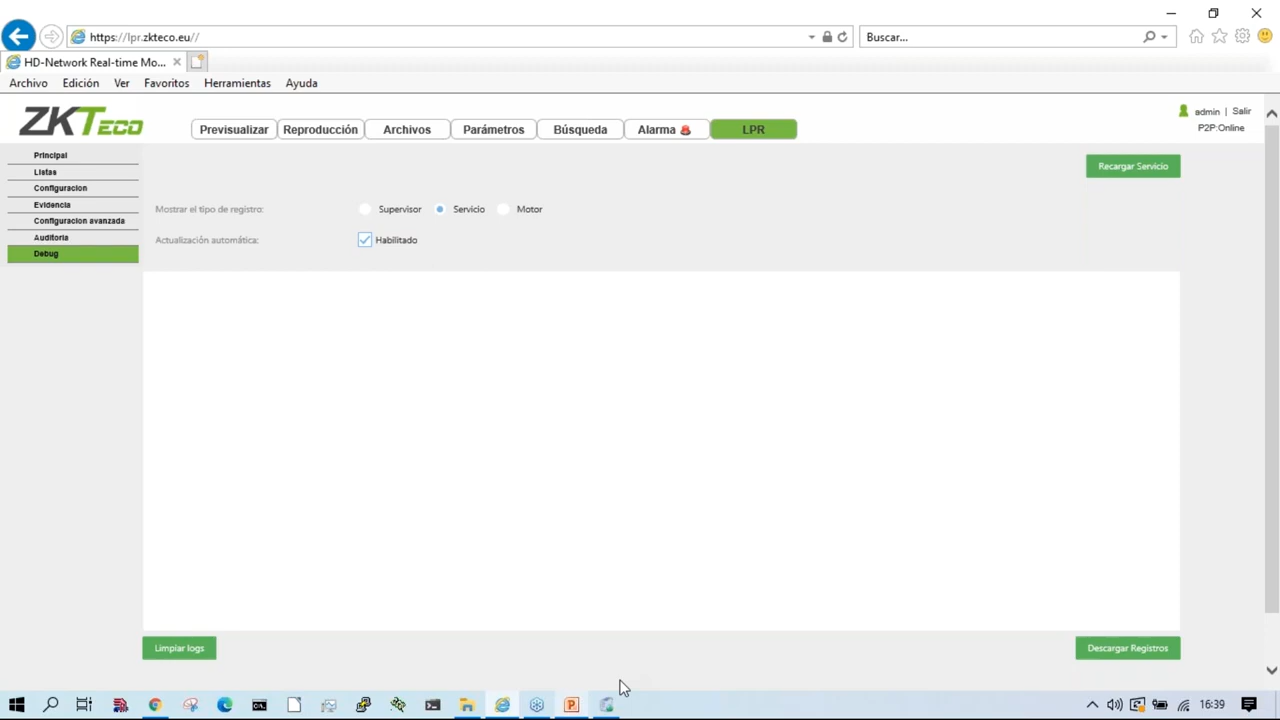 https://lpr.zkteco.eu//
Buscar...
HD-Network Real-time Mo...
Archivo Edición Ver Favoritos Herramientas Ayuda
ZKTeco
Previsualizar Reproducción Archivos Parámetros Búsqueda Alarma LPR
admin | Salir
P2P:Online
Principal
Listas
Configuracion
Evidencia
Configuracion avanzada
Auditoria
Debug
Recargar Servicio
Mostrar el tipo de registro: Supervisor Servicio Motor
Actualización automática: Habilitado
Limpiar logs
Descargar Registros
16:39